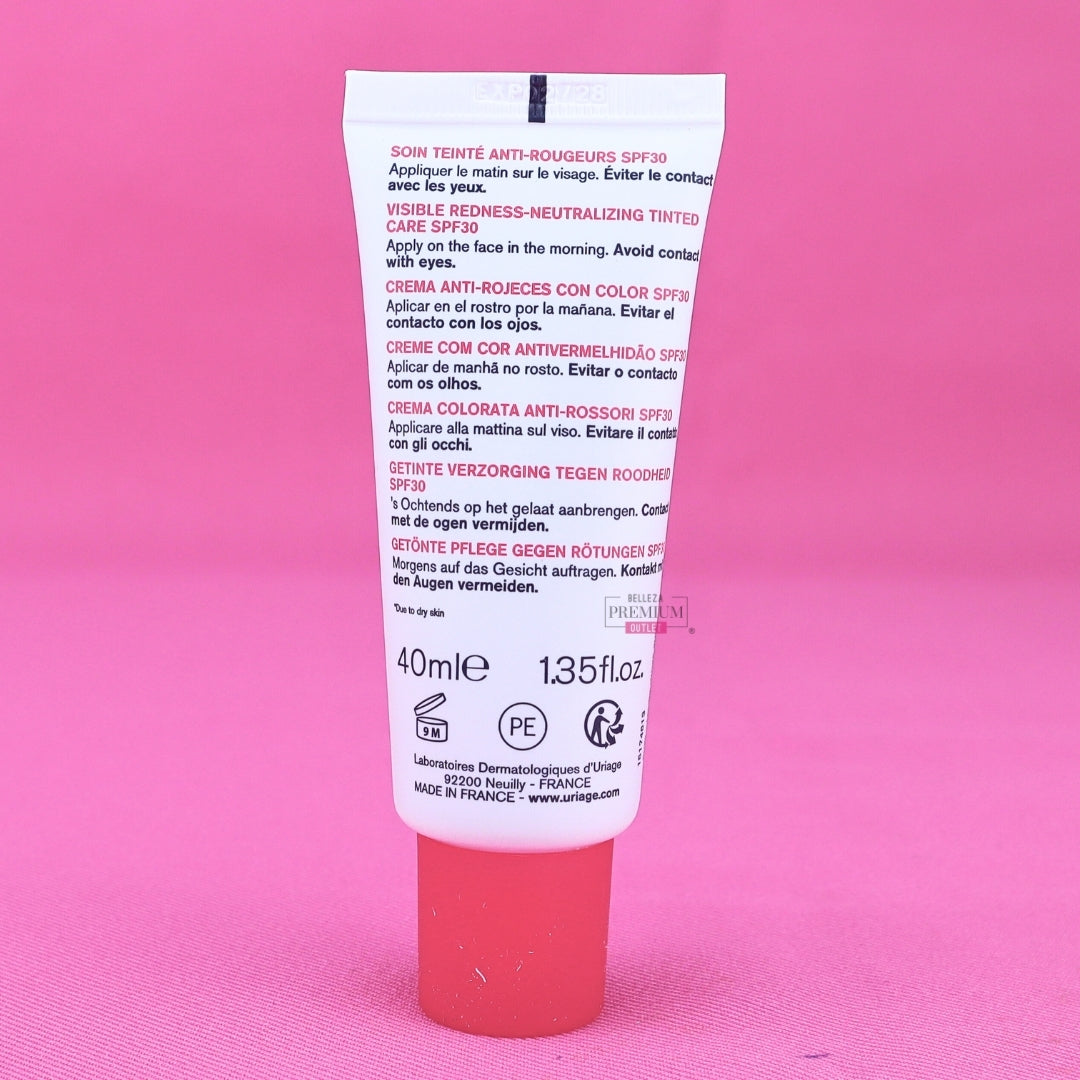 EXP 02/28
SOIN TEINTÉ ANTI-ROUGEURS SPF30
Appliquer le matin sur le visage. Éviter le contact
avec les yeux.
VISIBLE REDNESS-NEUTRALIZING TINTED
CARE SPF30
Apply on the face in the morning. Avoid contact
with eyes.
CREMA ANTI-ROJECES CON COLOR SPF30
Aplicar en el rostro por la mañana. Evitar el
contacto con los ojos.
CREME COM COR ANTIVERMELHIDÃO SPF30
Aplicar de manhã no rosto. Evitar o contacto
com os olhos.
CREMA COLORATA ANTI-ROSSORI SPF30
Applicare alla mattina sul viso. Evitare il contatto
con gli occhi.
GETINTE VERZORGING TEGEN ROODHEID
SPF30
's Ochtends op het gelaat aanbrengen. Contac
met de ogen vermijden.
GETÖNTE PFLEGE GEGEN RÖTUNGEN SPF3
Morgens auf das Gesicht auftragen. Kontakt m
den Augen vermeiden.
*Due to dry skin
BELLEZA
PREMIUM
OUTLET ®
40ml℮ 1.35fl.oz.
9 M PE
Laboratoires Dermatologiques d'Uriage
92200 Neuilly - FRANCE
MADE IN FRANCE - www.uriage.com